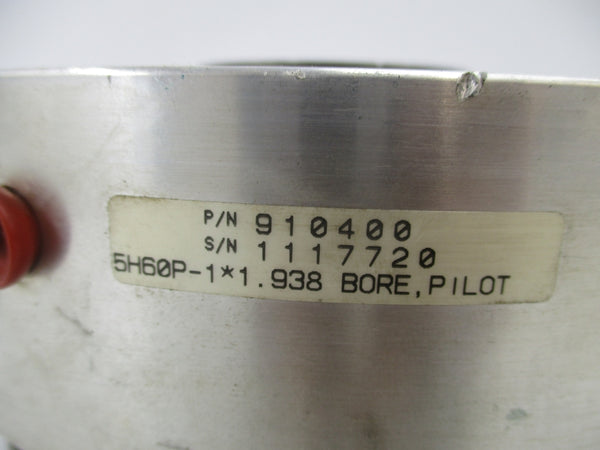 P/N 910400
S/N 1117720
5H60P-1*1.938 BORE,PILOT